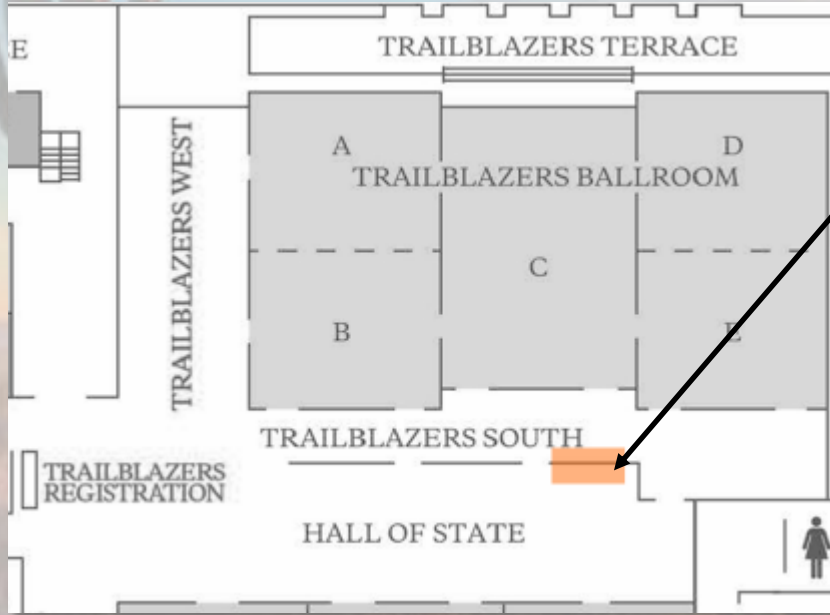 E
TRAILBLAZERS TERRACE
A
D
TRAILBLAZERS BALLROOM
TRAILBLAZERS WEST
C
B
E
TRAILBLAZERS SOUTH
TRAILBLAZERS
REGISTRATION
HALL OF STATE